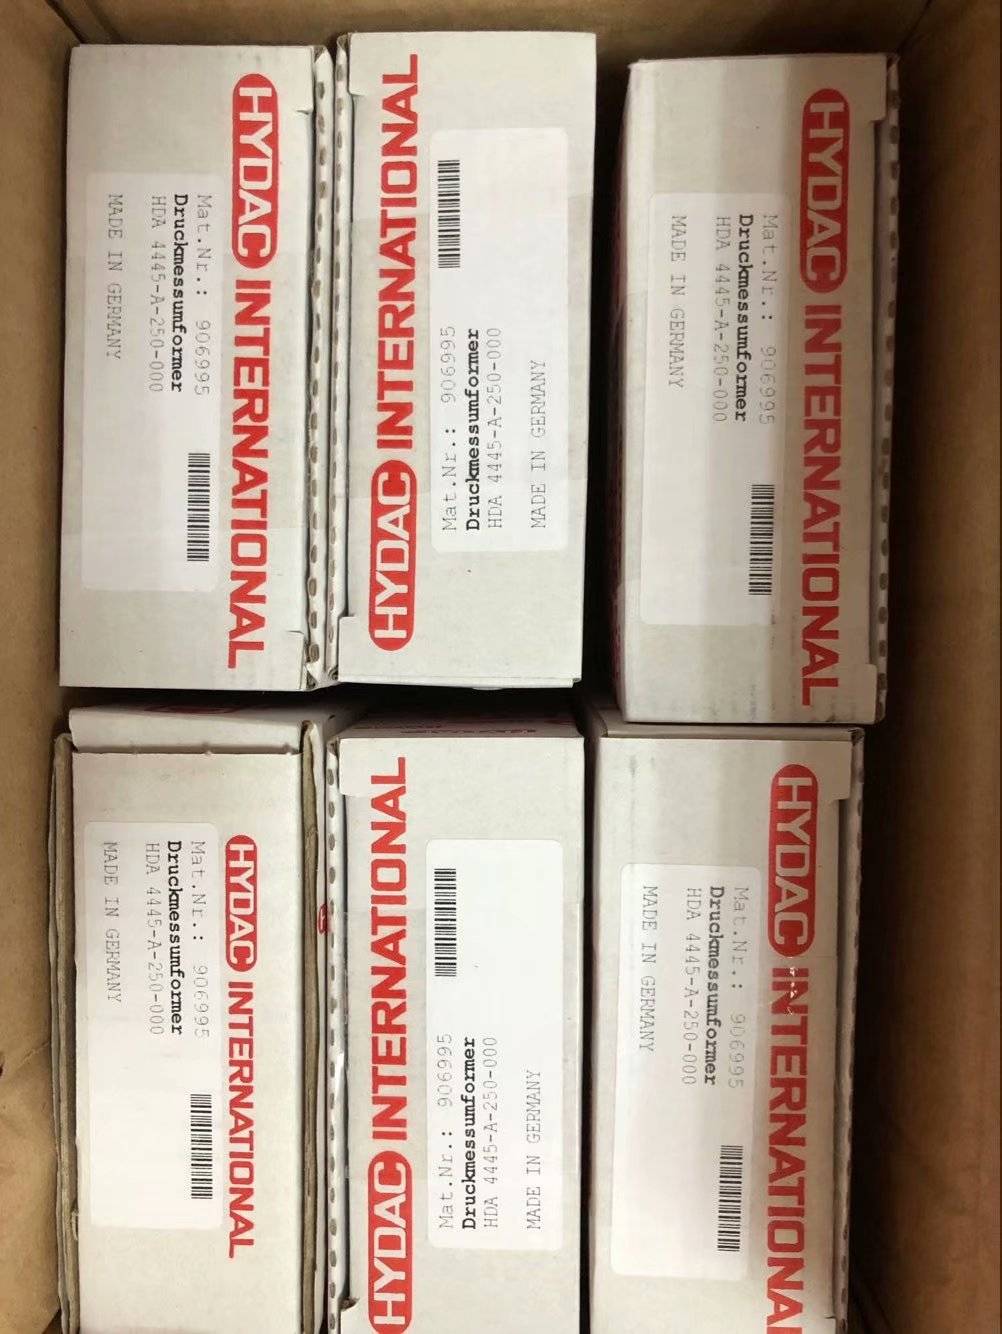 HYDAC INTERNATIONAL
Mat.Nr.: 906995
Druckmessumformer
HDA 4445-A-250-000
MADE IN GERMANY
HYDAC INTERNATIONAL
Mat.Nr.: 906995
Druckmessumformer
HDA 4445-A-250-000
MADE IN GERMANY
HYDAC INTERNATIONAL
Mat.Nr.: 906995
Druckmessumformer
HDA 4445-A-250-000
MADE IN GERMANY
HYDAC INTERNATIONAL
Mat.Nr.: 906995
Druckmessumformer
HDA 4445-A-250-000
MADE IN GERMANY
HYDAC INTERNATIONAL
Mat.Nr.: 906995
Druckmessumformer
HDA 4445-A-250-000
MADE IN GERMANY
HYDAC INTERNATIONA
Mat.Nr.: 906995
Druckmessumformer
HDA 4445-A-250-000
MADE IN GERMANY